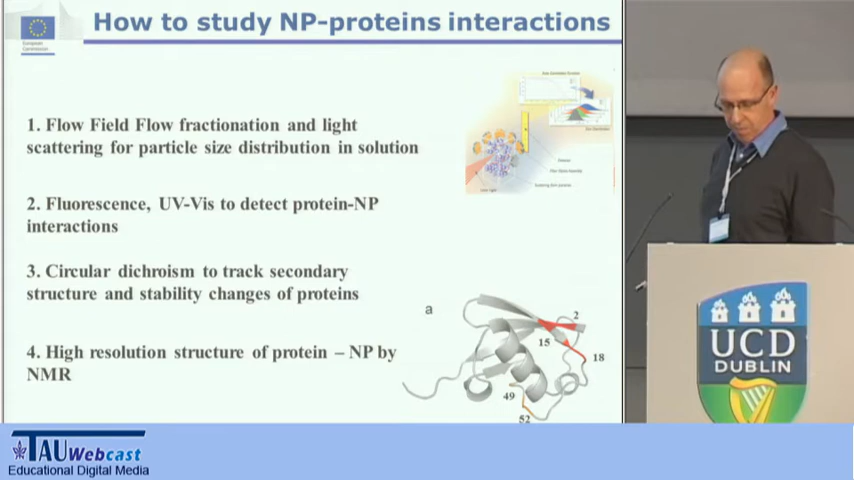 How to study NP-proteins interactions
European
Commission
1. Flow Field Flow fractionation and light
scattering for particle size distribution in solution
2. Fluorescence, UV-Vis to detect protein-NP
interactions
3. Circular dichroism to track secondary
structure and stability changes of proteins
4. High resolution structure of protein – NP by
NMR
a
2
15
18
49
52
UCD
DUBLIN
TAUWebcast
Educational Digital Media